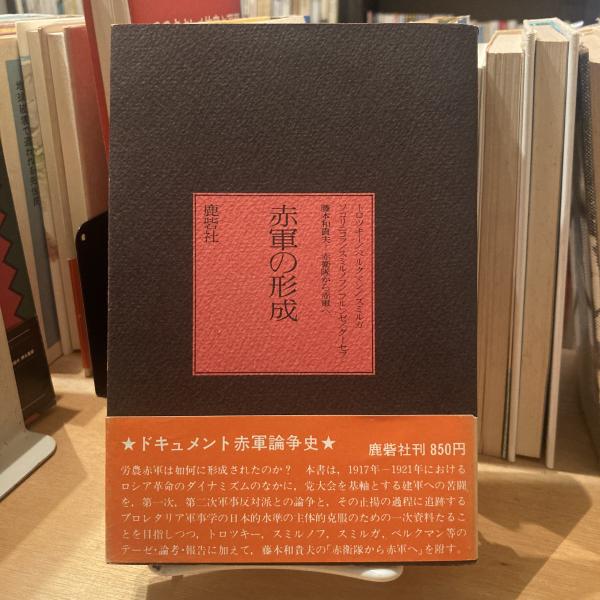 トロツキー／ベルクマン／スミルガ
ソコリニコフ／スミルノフ／フルンゼ／グーセフ
藤本和貴夫―赤衛隊から赤軍へ
赤軍の形成
鹿砦社
★ドキュメント赤軍論争史★
鹿砦社刊 850円
労農赤軍は如何に形成されたのか？ 本書は，1917年－1921年における
ロシア革命のダイナミズムのなかに，党大会を基軸とする建軍への苦闘
を，第一次，第二次軍事反対派との論争と，その止揚の過程に追跡する
プロレタリア軍事学の日本的水準の主体的克服のための一次資料たるこ
とを目指しつつ，トロツキー，スミルノフ，スミルガ，ベルクマン等の
テーゼ・論考・報告に加えて，藤本和貴夫の「赤衛隊から赤軍へ」を附す。